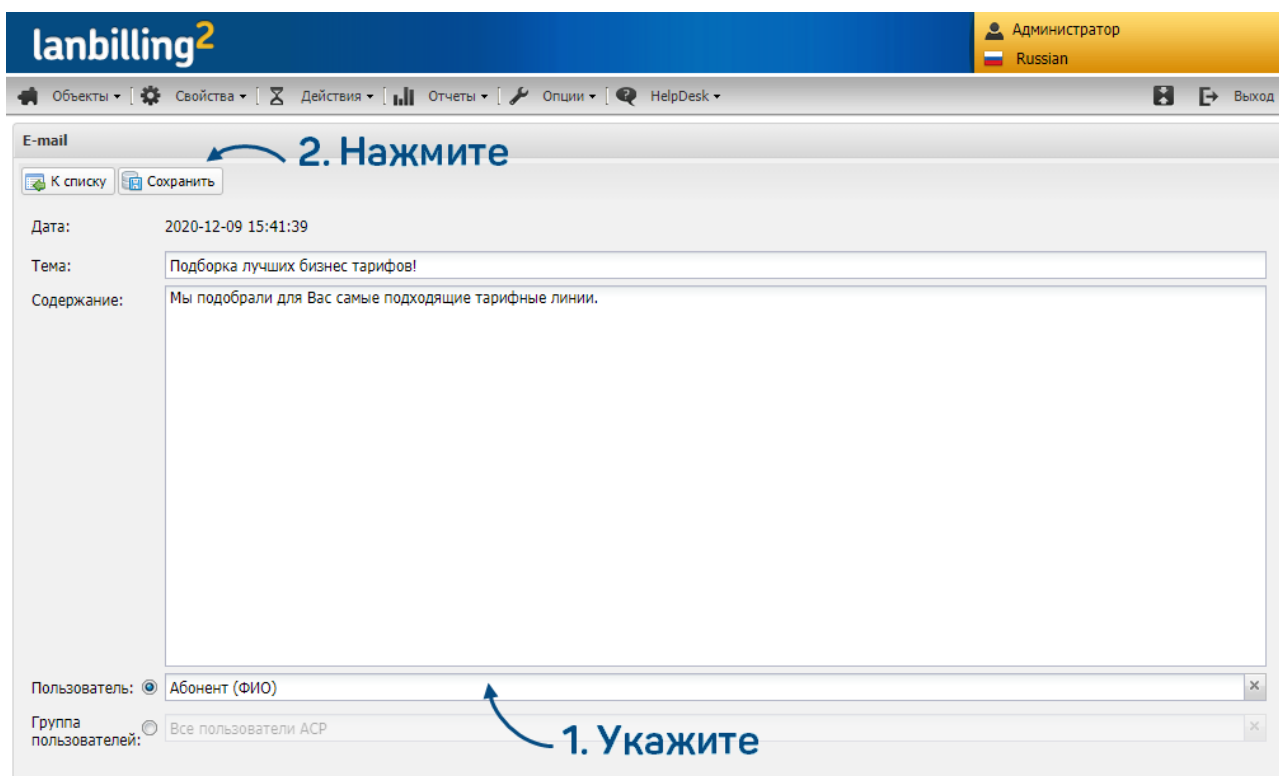 lanbilling2
Администратор
Russian
Объекты Свойства Действия Отчеты Опции HelpDesk Выход
E-mail
2. Нажмите
К списку Сохранить
Дата: 2020-12-09 15:41:39
Тема: Подборка лучших бизнес тарифов!
Содержание: Мы подобрали для Вас самые подходящие тарифные линии.
Пользователь: Абонент (ФИО)
Группа
пользователей: Все пользователи ACP
1. Укажите